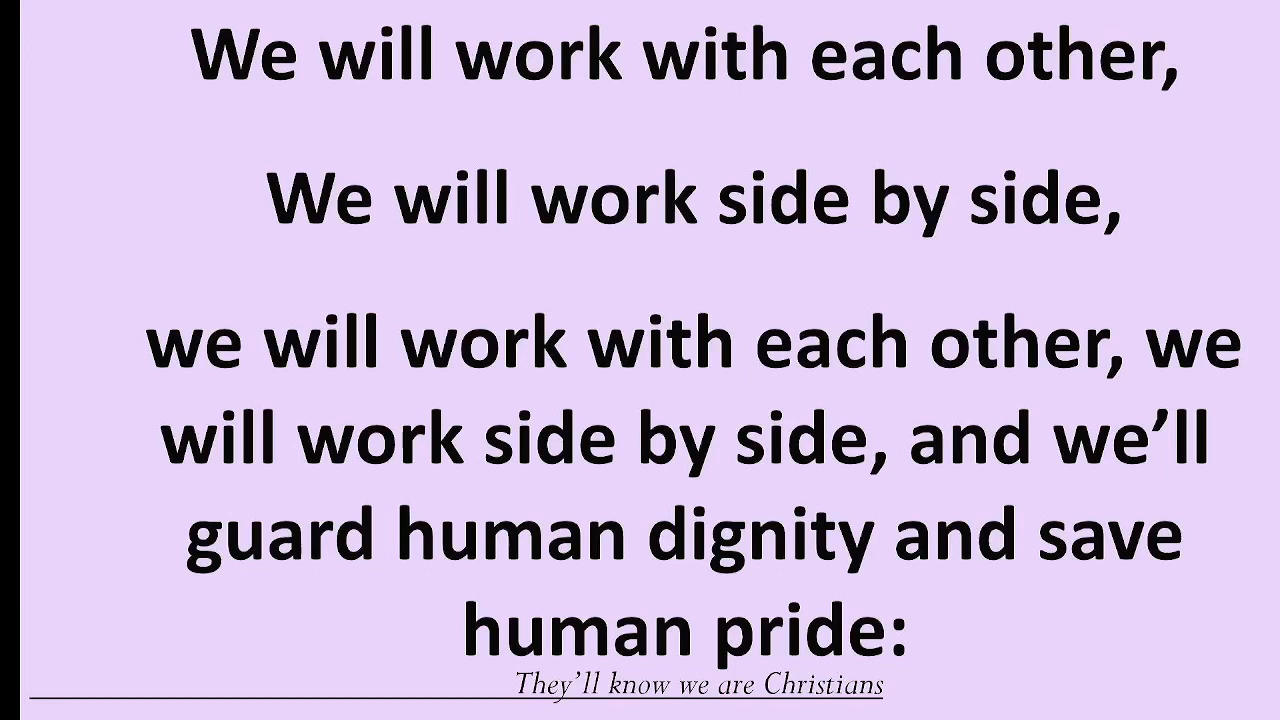 We will work with each other,
We will work side by side,
we will work with each other, we
will work side by side, and we’ll
guard human dignity and save
human pride:
They’ll know we are Christians